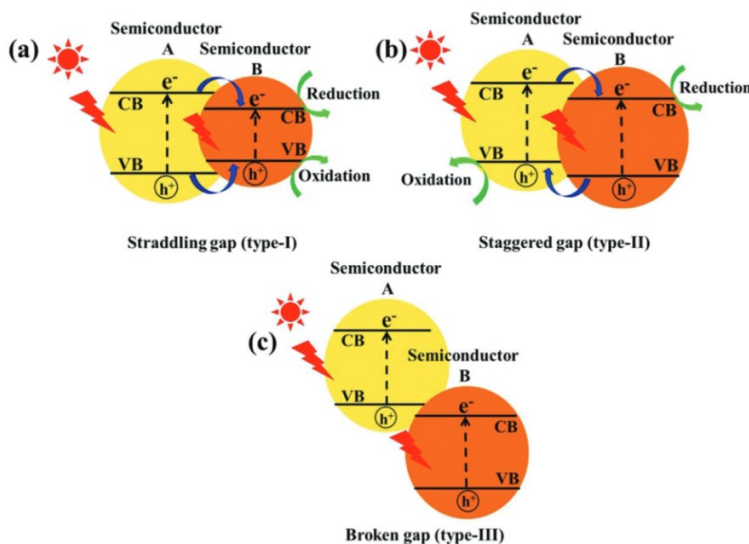 (a)
Semiconductor
A
Semiconductor
B
e-
CB
e-
CB
Reduction
VB
h+
VB
h+
Oxidation
Straddling gap (type-I)
(b)
Semiconductor
A
Semiconductor
B
e-
CB
e-
CB
Reduction
VB
h+
VB
h+
Oxidation
Staggered gap (type-II)
(c)
Semiconductor
A
e-
CB
VB
h+
Semiconductor
B
e-
CB
VB
h+
Broken gap (type-III)